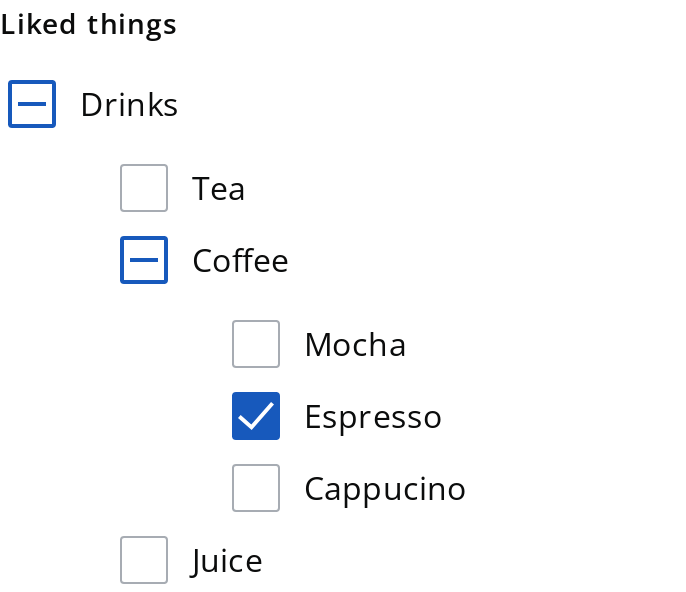 Liked things
Drinks
Tea
Coffee
Mocha
Espresso
Cappucino
Juice